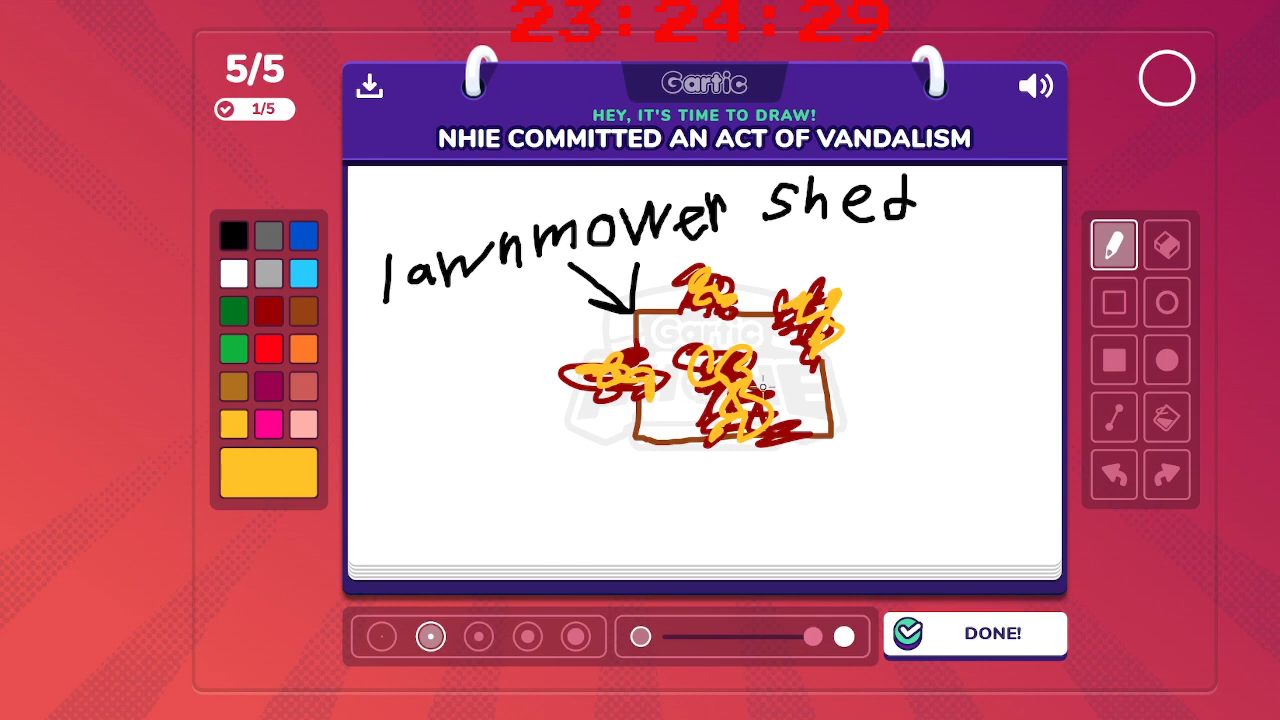 23:24:29
5/5
1/5
Gartic
HEY, IT'S TIME TO DRAW!
NHIE COMMITTED AN ACT OF VANDALISM
lawnmower shed
Gartic
DONE!